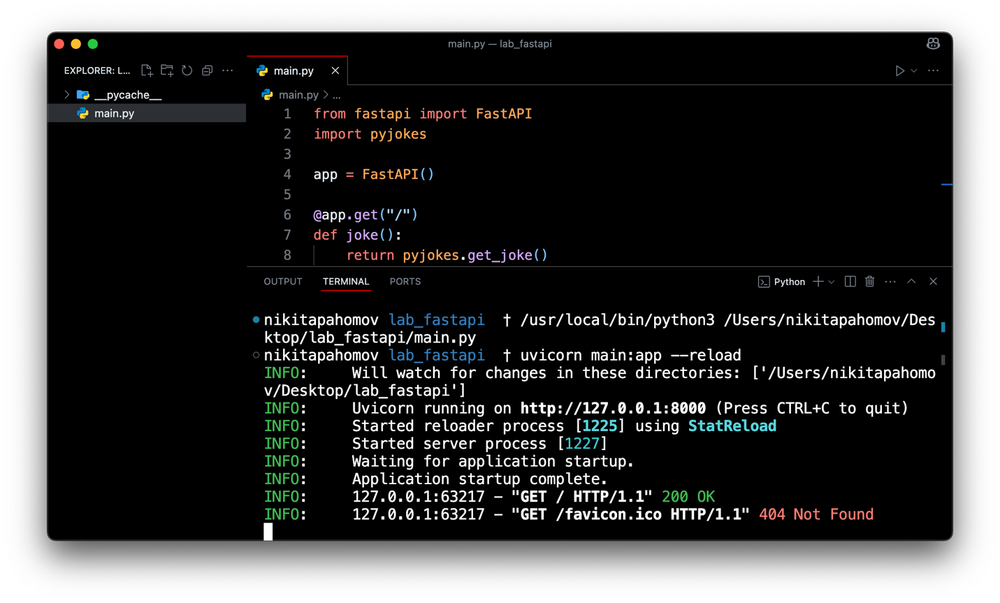 main.py — lab_fastapi
EXPLORER: L...
main.py
__pycache__
main.py
main.py > ...
1 from fastapi import FastAPI
2 import pyjokes
3
4 app = FastAPI()
5
6 @app.get("/")
7 def joke():
8 return pyjokes.get_joke()
OUTPUT TERMINAL PORTS
Python
nikitapahomov lab_fastapi † /usr/local/bin/python3 /Users/nikitapahomov/Des
ktop/lab_fastapi/main.py
nikitapahomov lab_fastapi † uvicorn main:app --reload
INFO: Will watch for changes in these directories: ['/Users/nikitapahomo
v/Desktop/lab_fastapi']
INFO: Uvicorn running on http://127.0.0.1:8000 (Press CTRL+C to quit)
INFO: Started reloader process [1225] using StatReload
INFO: Started server process [1227]
INFO: Waiting for application startup.
INFO: Application startup complete.
INFO: 127.0.0.1:63217 - "GET / HTTP/1.1" 200 OK
INFO: 127.0.0.1:63217 - "GET /favicon.ico HTTP/1.1" 404 Not Found